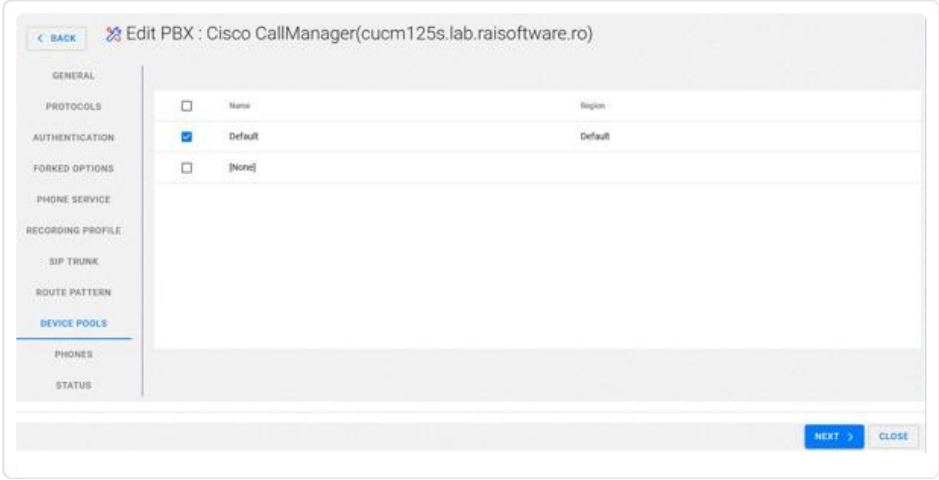 < BACK
Edit PBX : Cisco CallManager(cucm125s.lab.raisoftware.ro)
GENERAL
PROTOCOLS
AUTHENTICATION
FORKED OPTIONS
PHONE SERVICE
RECORDING PROFILE
SIP TRUNK
ROUTE PATTERN
DEVICE POOLS
PHONES
STATUS
Name Region
Default Default
[None]
NEXT >
CLOSE